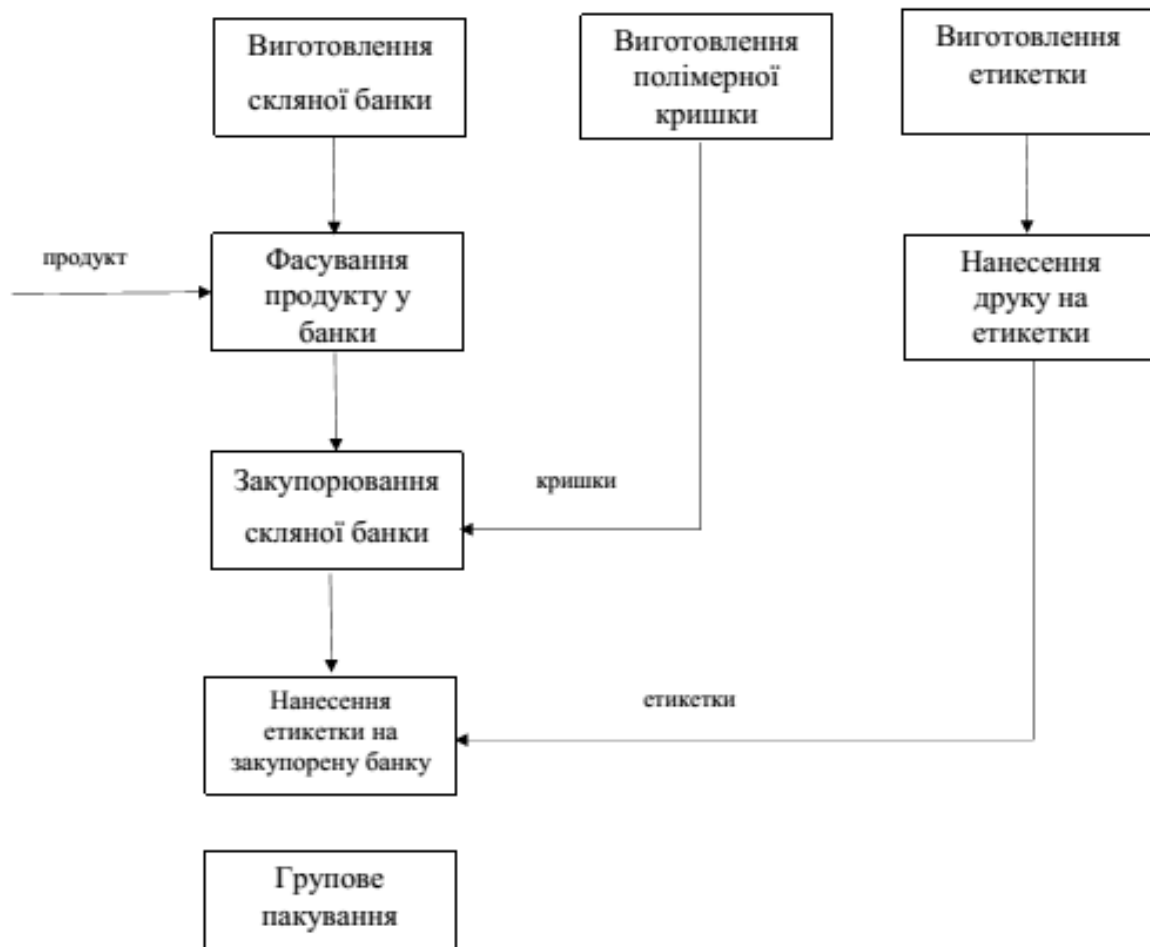 Виготовлення
скляної банки
Виготовлення
полімерної
кришки
Виготовлення
етикетки
продукт
Фасування
продукту у
банки
Нанесення
друку на
етикетки
Закупорювання
скляної банки
кришки
Нанесення
етикетки на
закупорену банку
етикетки
Групове
пакування